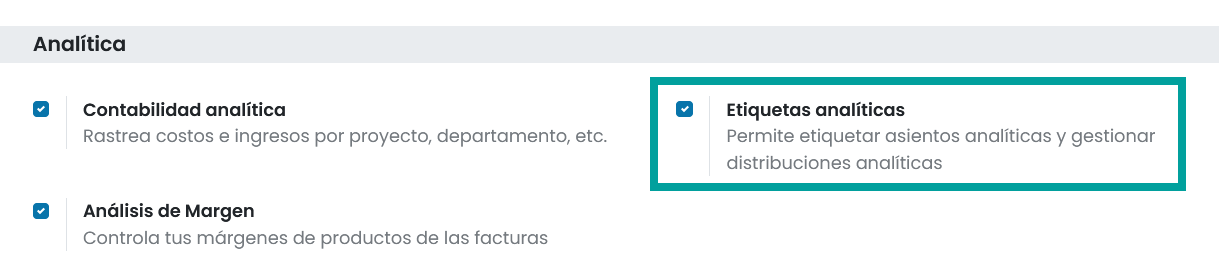 Analítica
Contabilidad analítica
Rastrea costos e ingresos por proyecto, departamento, etc.
Etiquetas analíticas
Permite etiquetar asientos analíticas y gestionar
distribuciones analíticas
Análisis de Margen
Controla tus márgenes de productos de las facturas